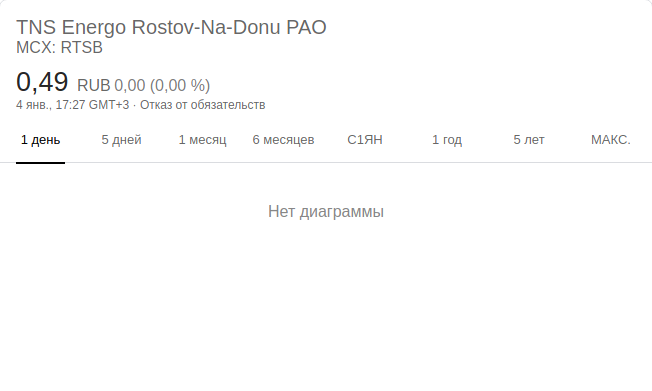 TNS Energo Rostov-Na-Donu PAO
MCX: RTSB
0,49 RUB 0,00 (0,00 %)
4 янв., 17:27 GMT+3 · Отказ от обязательств
1 день 5 дней 1 месяц 6 месяцев С1ЯН 1 год 5 лет МАКС.
Нет диаграммы